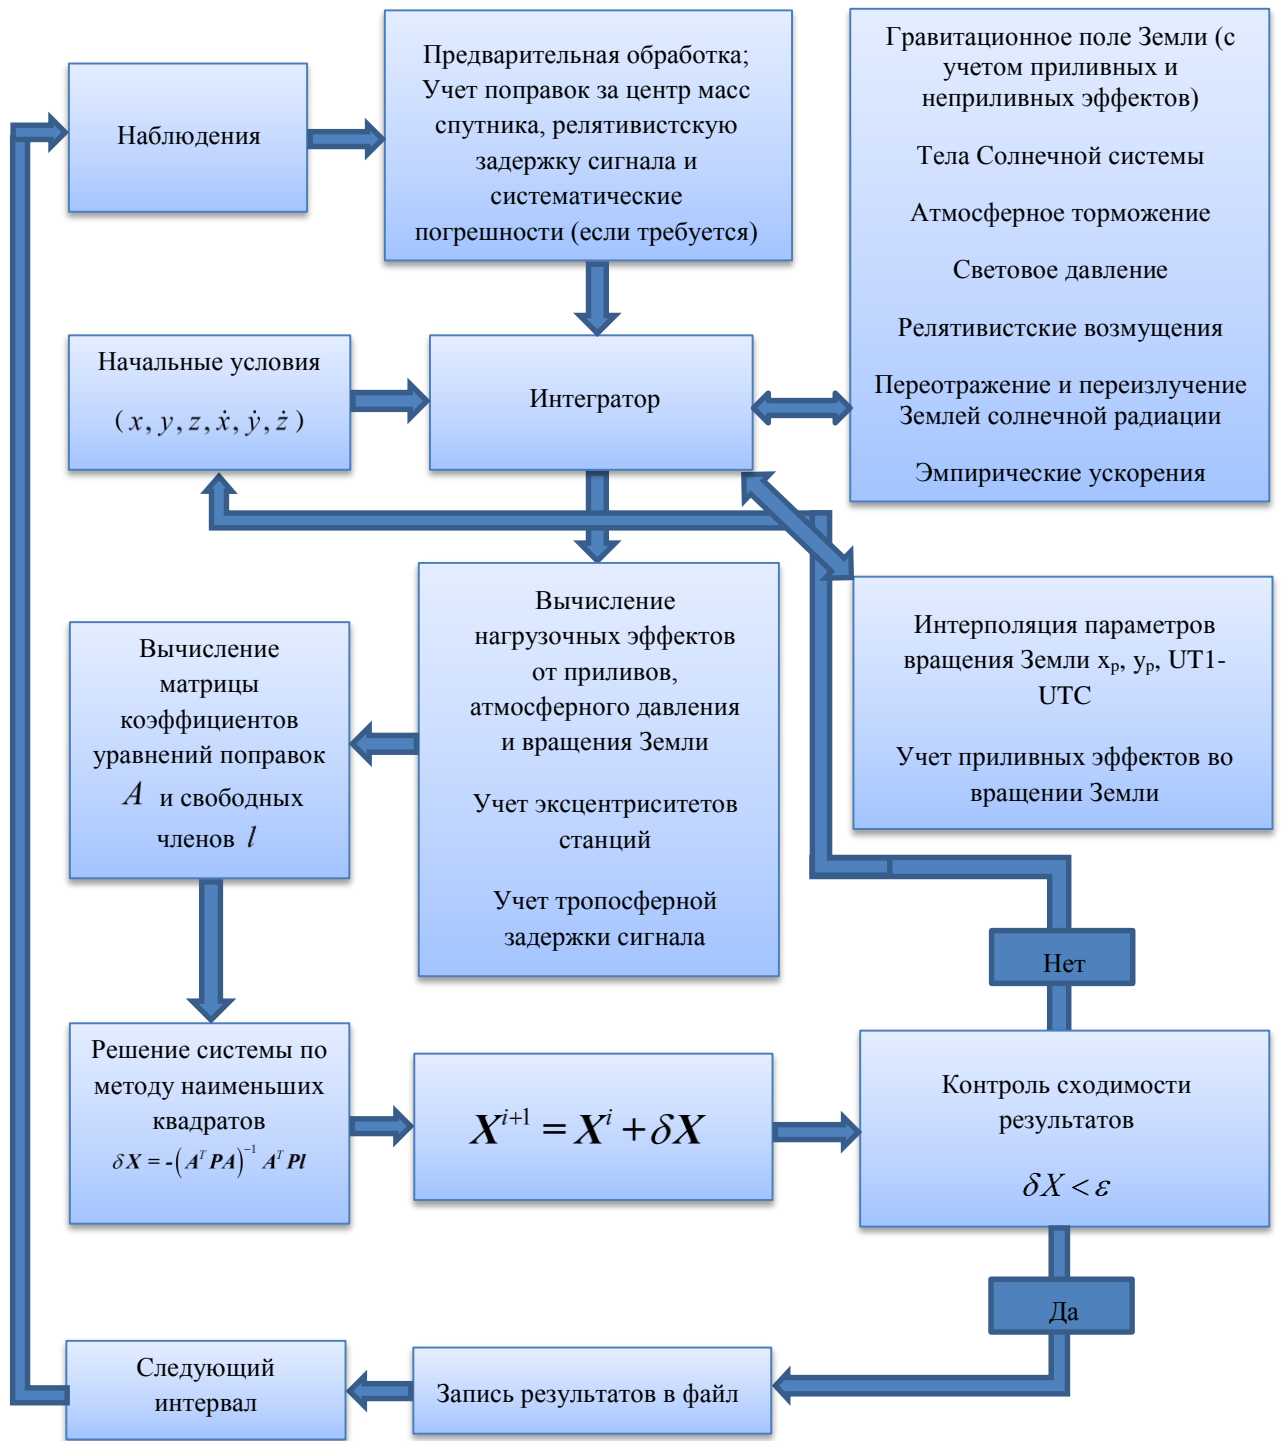 Наблюдения
Предварительная обработка;
Учет поправок за центр масс
спутника, релятивистскую
задержку сигнала и
систематические
погрешности (если требуется)
Гравитационное поле Земли (с
учетом приливных и
неприливных эффектов)
Тела Солнечной системы
Атмосферное торможение
Световое давление
Релятивистские возмущения
Переотражение и переизлучение
Землей солнечной радиации
Эмпирические ускорения
Начальные условия
(x, y, z, ẋ, ẏ, ż)
Интегратор
Интерполяция параметров
вращения Земли xₚ, yₚ, UT1-
UTC
Учет приливных эффектов во
вращении Земли
Вычисление
нагрузочных эффектов
от приливов,
атмосферного давления
и вращения Земли
Учет эксцентриситетов
станций
Учет тропосферной
задержки сигнала
Вычисление
матрицы
коэффициентов
уравнений поправок
A и свободных
членов l
Решение системы по
методу наименьших
квадратов
δX = -(AᵀPA)⁻¹ AᵀPl
Xⁱ⁺¹ = Xⁱ + δX
Контроль сходимости
результатов
δX < ε
Нет
Да
Запись результатов в файл
Следующий
интервал